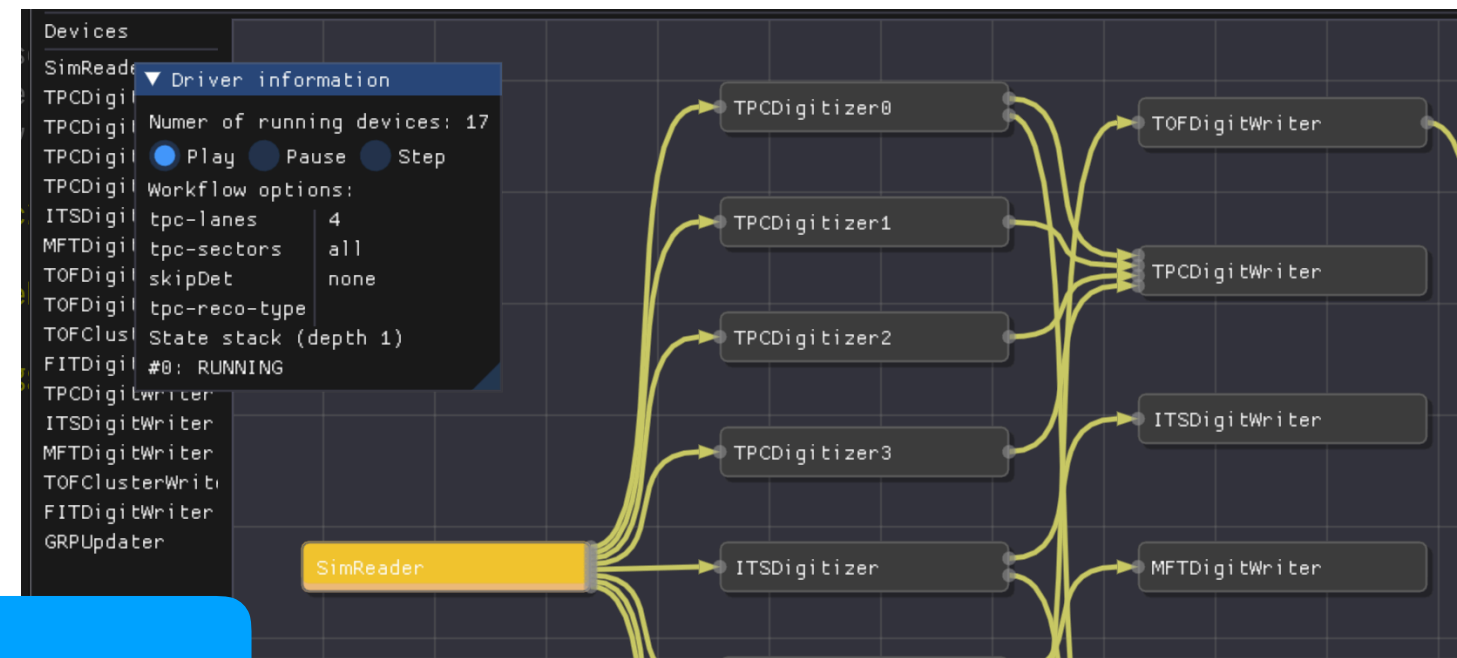 Devices
SimReade
TPCDigit
TPCDigit
TPCDigit
TPCDigit
ITSDigit
MFTDigit
TOFDigit
TOFDigit
TOFClust
FITDigit
TPCDigitWriter
ITSDigitWriter
MFTDigitWriter
TOFClusterWrite
FITDigitWriter
GRPUpdater
▼ Driver information
Numer of running devices: 17
Play Pause Step
Workflow options:
tpc-lanes 4
tpc-sectors all
skipDet none
tpc-reco-type
State stack (depth 1)
#0: RUNNING
SimReader
TPCDigitizer0
TPCDigitizer1
TPCDigitizer2
TPCDigitizer3
ITSDigitizer
TOFDigitWriter
TPCDigitWriter
ITSDigitWriter
MFTDigitWriter